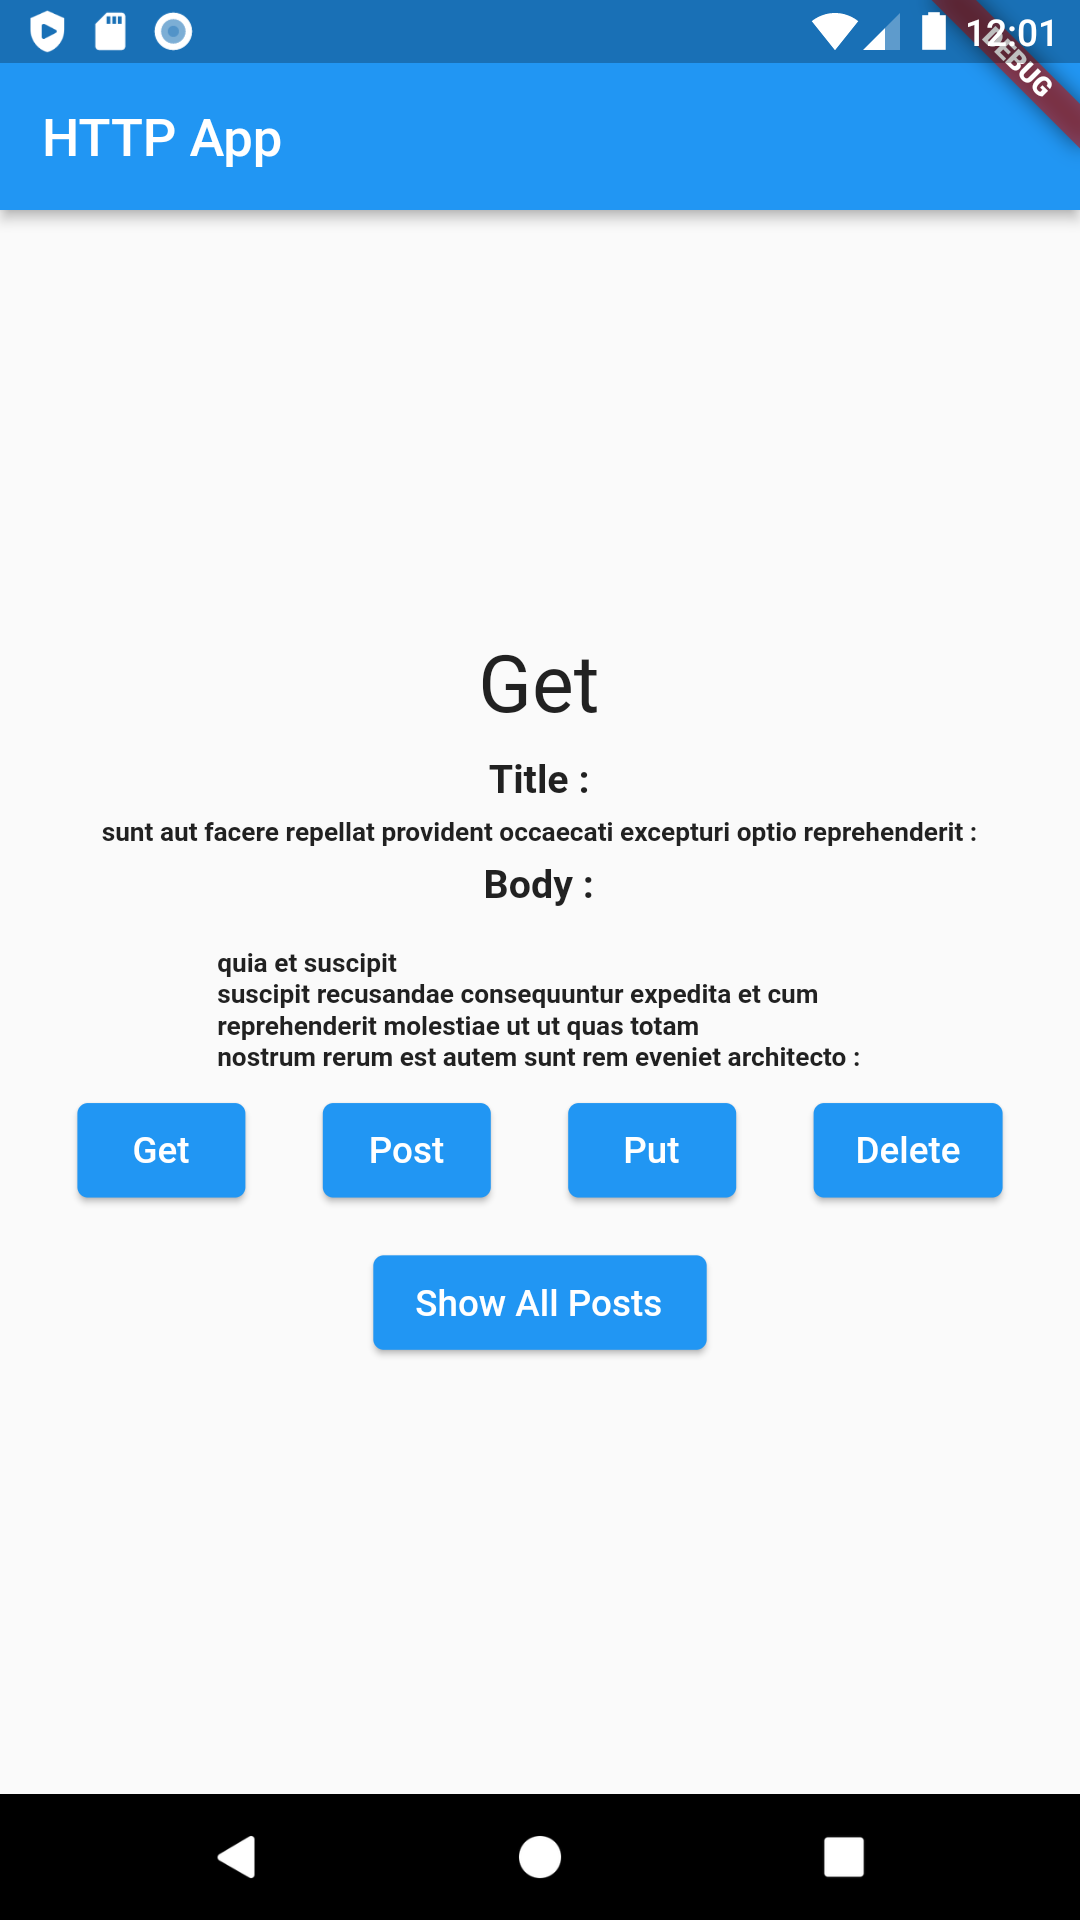 12:01
DEBUG
HTTP App
Get
Title :
sunt aut facere repellat provident occaecati excepturi optio reprehenderit :
Body :
quia et suscipit
suscipit recusandae consequuntur expedita et cum
reprehenderit molestiae ut ut quas totam
nostrum rerum est autem sunt rem eveniet architecto :
Get Post Put Delete
Show All Posts